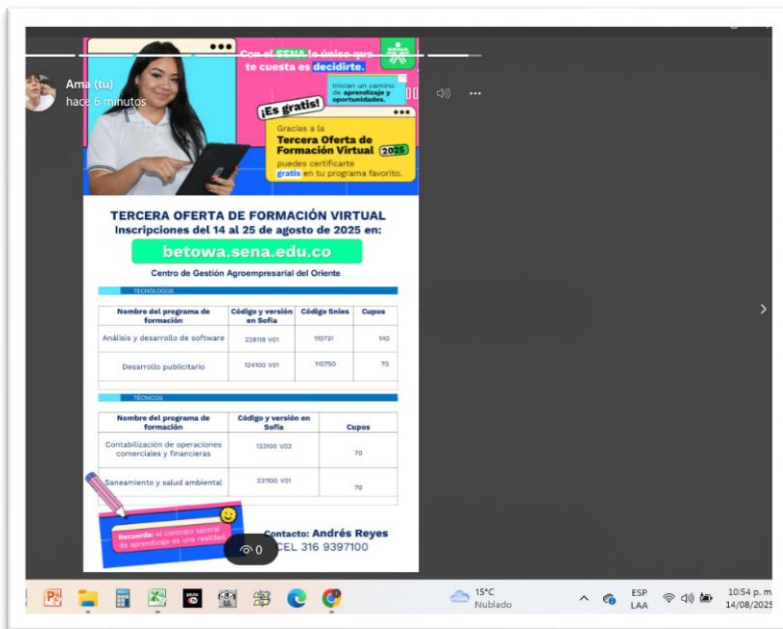 Con el SENA lo único que
te cuesta es decidirte.
Ama (tú)
hace 6 minutos
Inician un camino
de aprendizaje y
oportunidades.
¡Es gratis!
Gracias a la
Tercera Oferta de
Formación Virtual 2025
puedes certificarte
gratis en tu programa favorito.
TERCERA OFERTA DE FORMACIÓN VIRTUAL
Inscripciones del 14 al 25 de agosto de 2025 en:
betowa.sena.edu.co
Centro de Gestión Agroempresarial del Oriente
TECNÓLOGOS
Nombre del programa de formación Código y versión en Sofía Código Snies Cupos
Análisis y desarrollo de software 228118 V01 110731 140
Desarrollo publicitario 124100 V01 110750 70
TÉCNICOS
Nombre del programa de formación Código y versión en Sofía Cupos
Contabilización de operaciones comerciales y financieras 133100 V02 70
Saneamiento y salud ambiental 231100 V01 70
Recuerda: el contrato laboral
de aprendizaje es una realidad.
Contacto: Andrés Reyes
CEL 316 9397100
0
15°C
Nublado
ESP
LAA
10:54 p. m.
14/08/2025